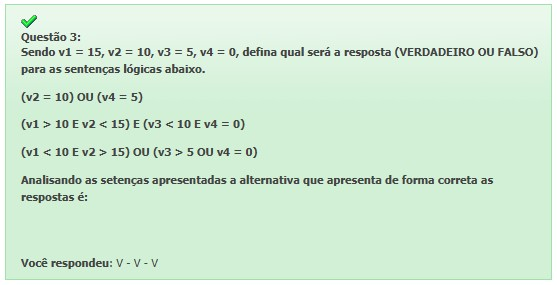 Questão 3:
Sendo v1 = 15, v2 = 10, v3 = 5, v4 = 0, defina qual será a resposta (VERDADEIRO OU FALSO)
para as sentenças lógicas abaixo.
(v2 = 10) OU (v4 = 5)
(v1 > 10 E v2 < 15) E (v3 < 10 E v4 = 0)
(v1 < 10 E v2 > 15) OU (v3 > 5 OU v4 = 0)
Analisando as setenças apresentadas a alternativa que apresenta de forma correta as
respostas é:
Você respondeu: V - V - V